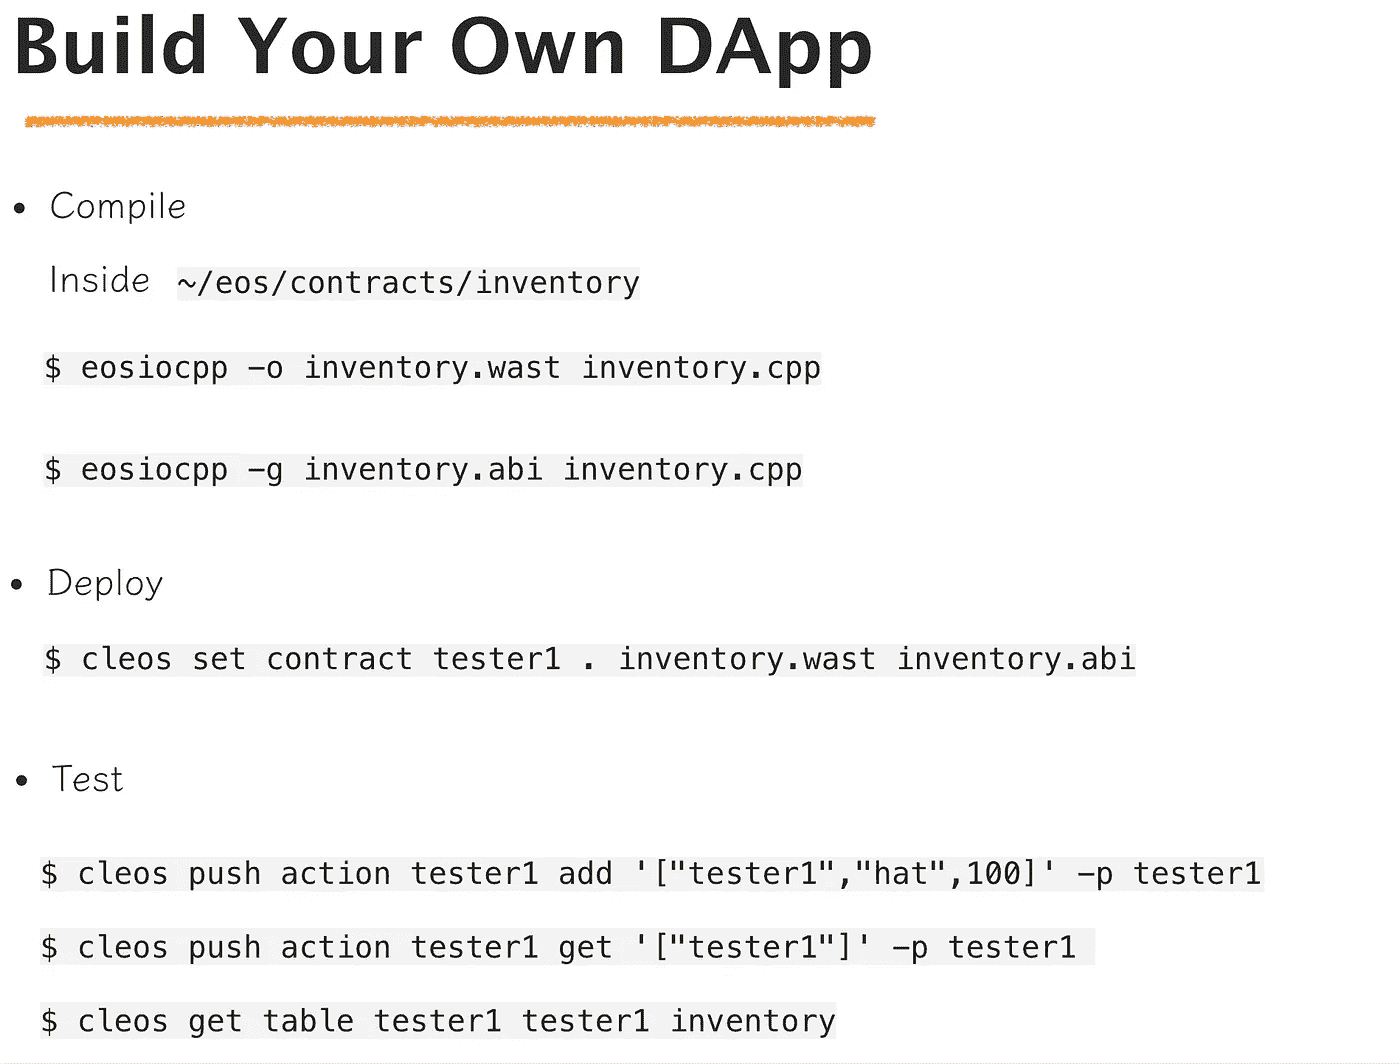 Build Your Own DApp
• Compile
Inside ~/eos/contracts/inventory
$ eosiocpp -o inventory.wast inventory.cpp
$ eosiocpp -g inventory.abi inventory.cpp
• Deploy
$ cleos set contract tester1 . inventory.wast inventory.abi
• Test
$ cleos push action tester1 add '["tester1","hat",100]' -p tester1
$ cleos push action tester1 get '["tester1"]' -p tester1
$ cleos get table tester1 tester1 inventory